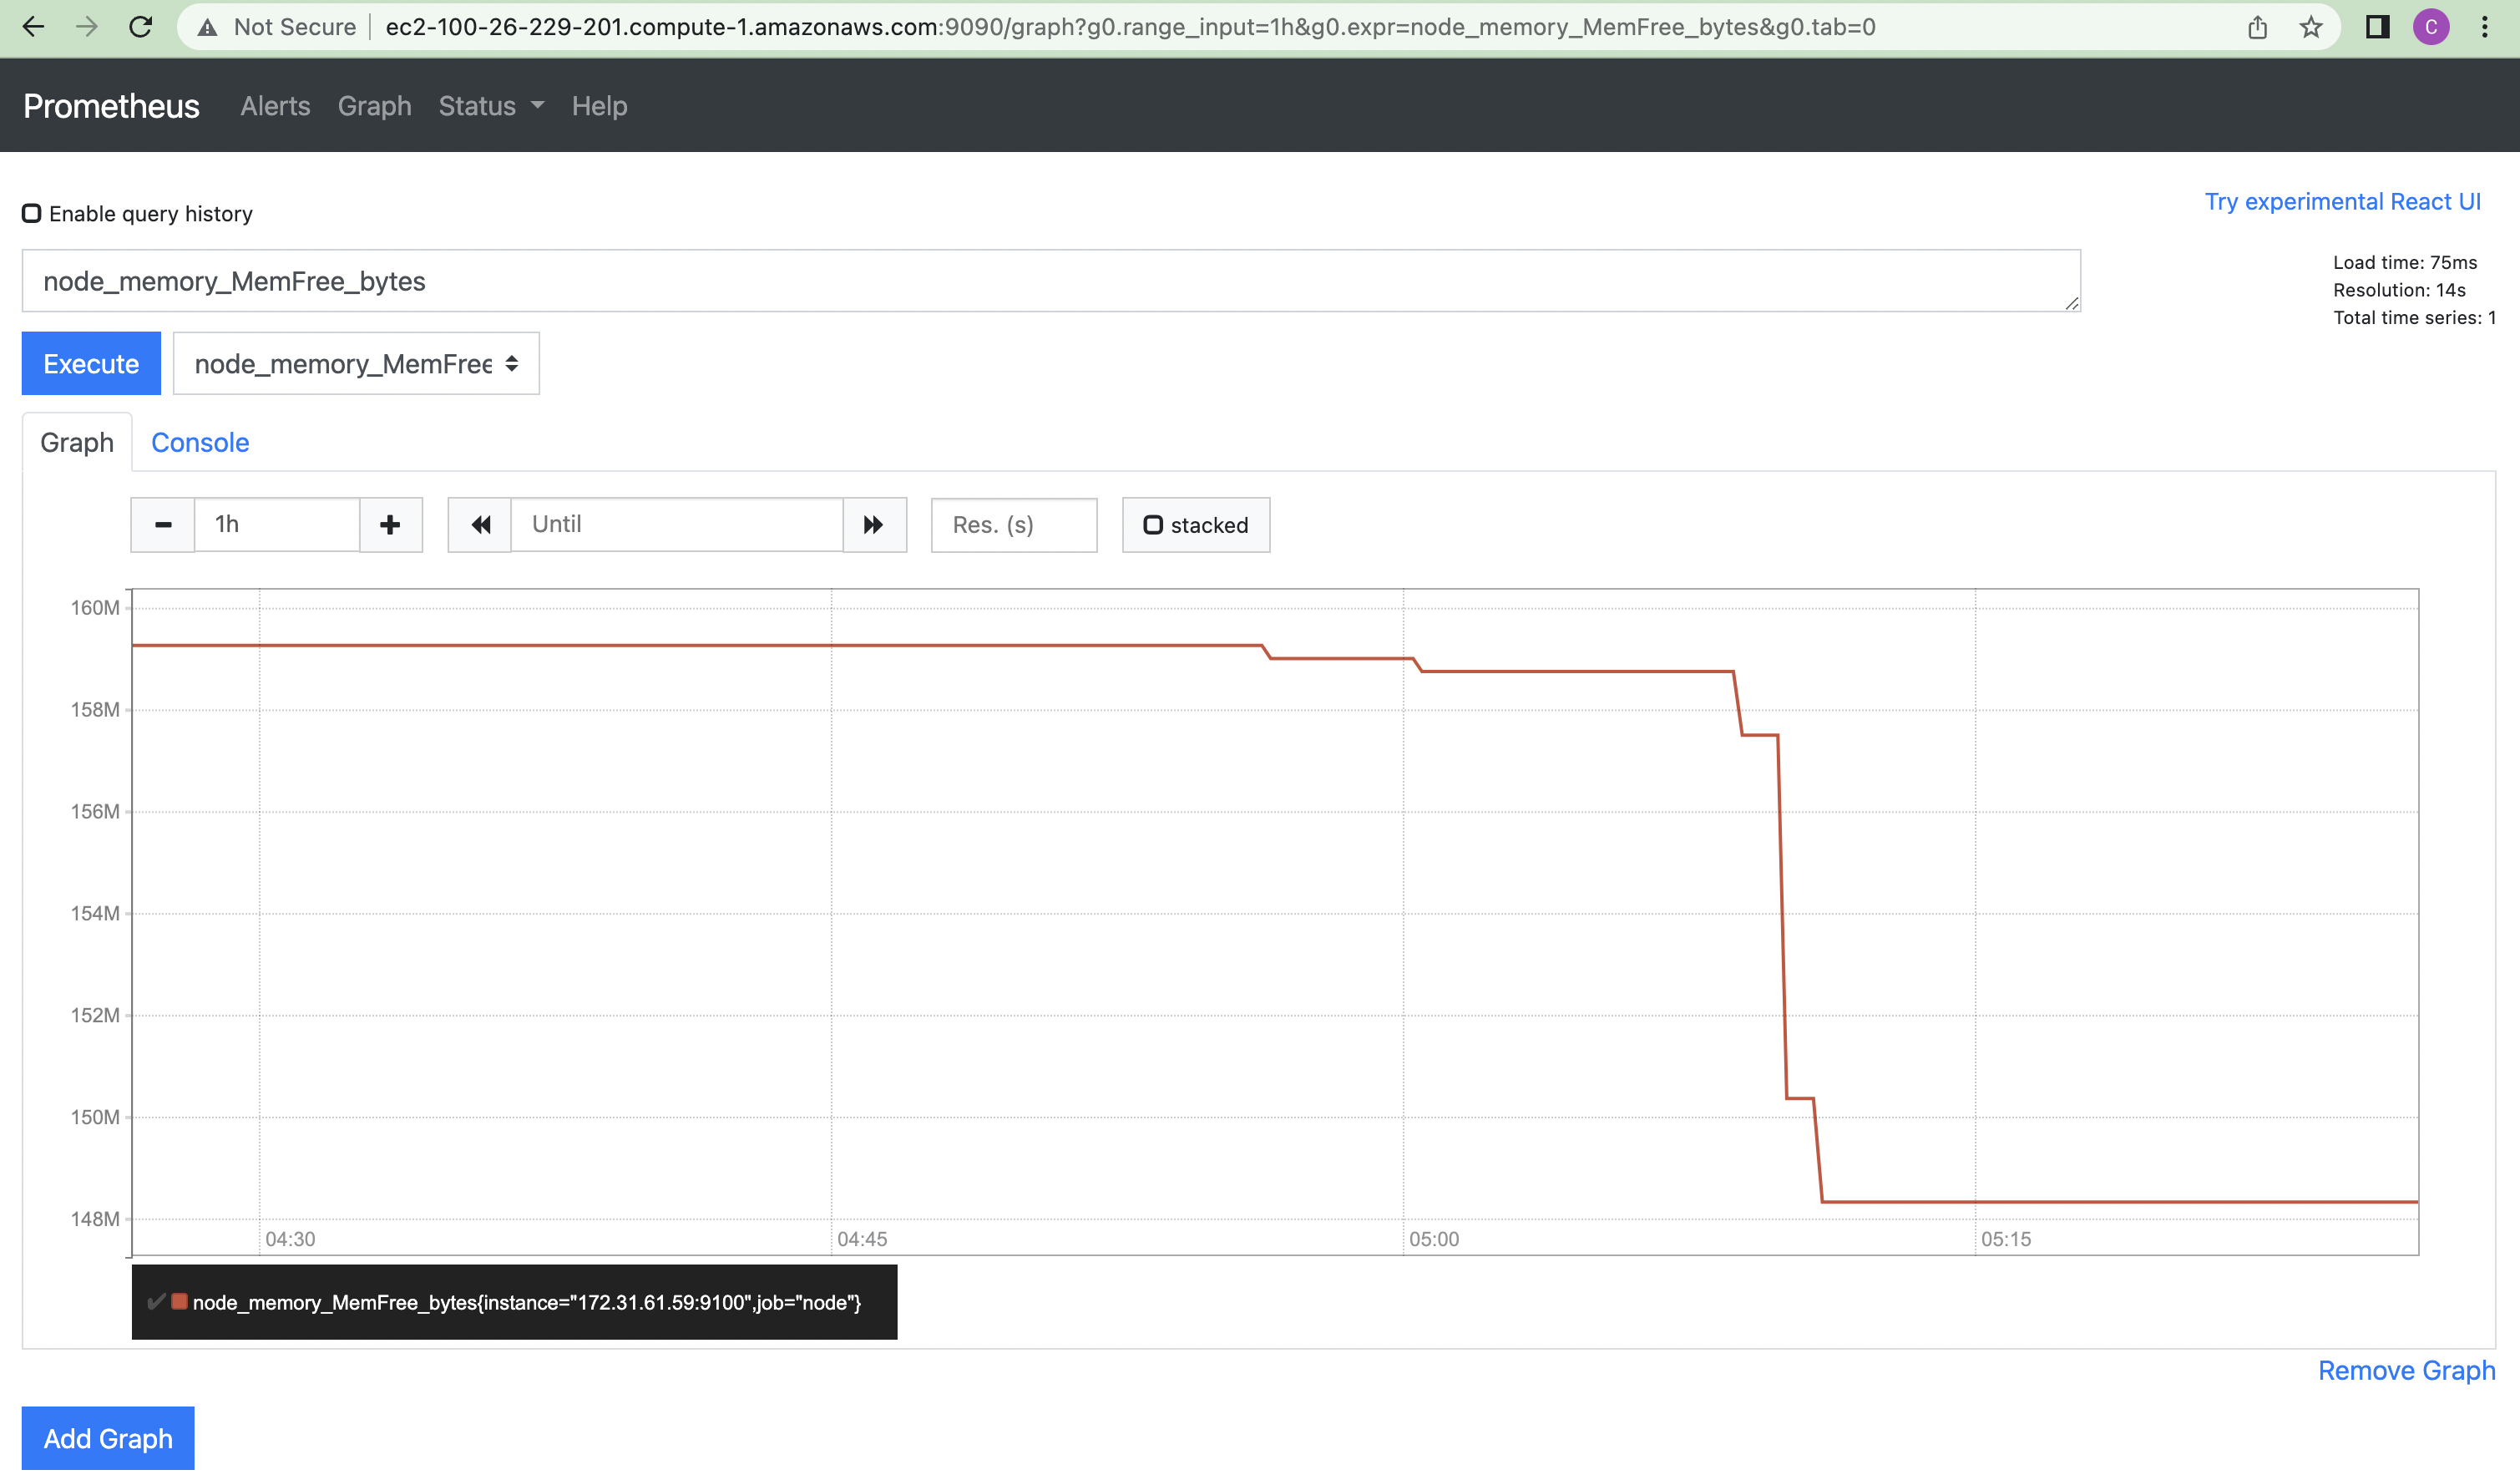 Not Secure ec2-100-26-229-201.compute-1.amazonaws.com:9090/graph?g0.range_input=1h&g0.expr=node_memory_MemFree_bytes&g0.tab=0
C
Prometheus Alerts Graph Status Help
Enable query history
Try experimental React UI
node_memory_MemFree_bytes
Load time: 75ms
Resolution: 14s
Total time series: 1
Execute node_memory_MemFree
Graph Console
1h Until Res. (s) stacked
160M
158M
156M
154M
152M
150M
148M
04:30 04:45 05:00 05:15
node_memory_MemFree_bytes{instance="172.31.61.59:9100",job="node"}
Remove Graph
Add Graph